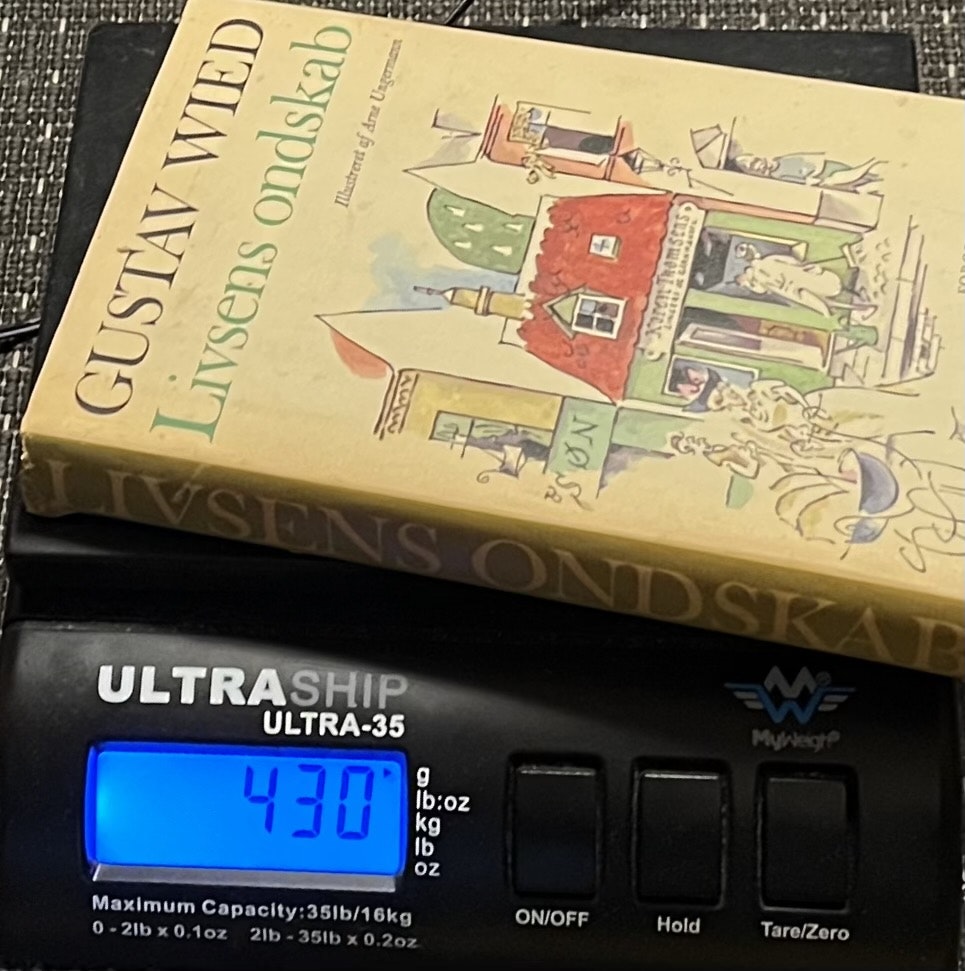 GUSTAV WIED
Livsens ondskab
Illustreret af Arne Ungermann
SØN
LIVSENS ONDSKAB
ULTRASHIP
ULTRA-35
MyWeigh®
430
g
lb:oz
kg
lb
oz
Maximum Capacity:35lb/16kg
0 - 2lb x 0.1oz 2lb - 35lb x 0.2oz
ON/OFF
Hold
Tare/Zero